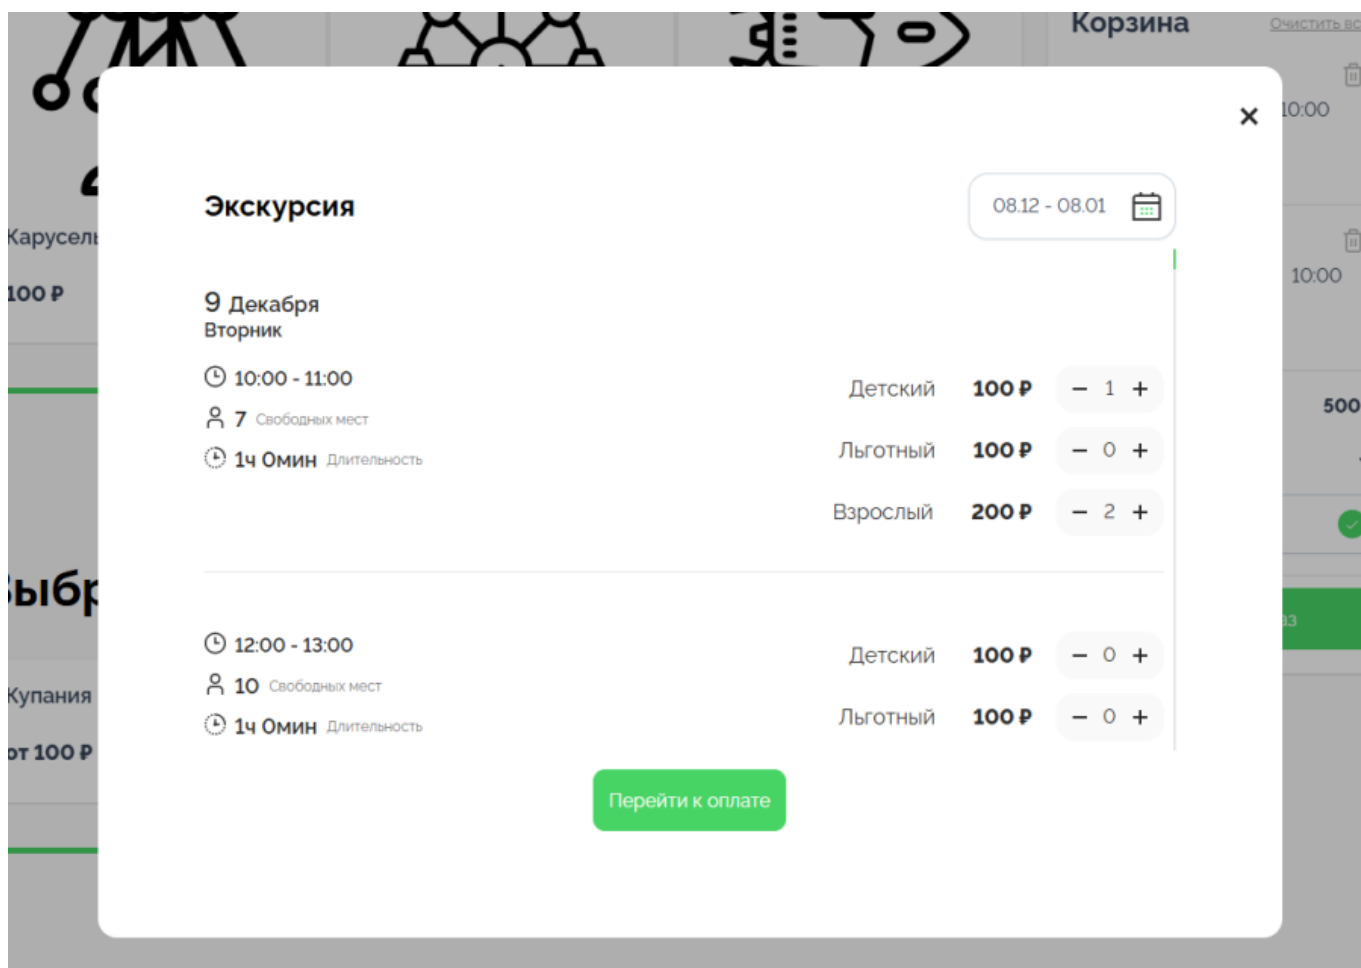 Корзина
Очистить вс
10:00
Карусель
100 ₽
10:00
500
Экскурсия
08.12 - 08.01
9 Декабря
Вторник
10:00 - 11:00
7 Свободных мест
1ч 0мин Длительность
Детский 100 ₽ − 1 +
Льготный 100 ₽ − 0 +
Взрослый 200 ₽ − 2 +
12:00 - 13:00
10 Свободных мест
1ч 0мин Длительность
Детский 100 ₽ − 0 +
Льготный 100 ₽ − 0 +
Перейти к оплате
Выбр
Купания
от 100 ₽
аз